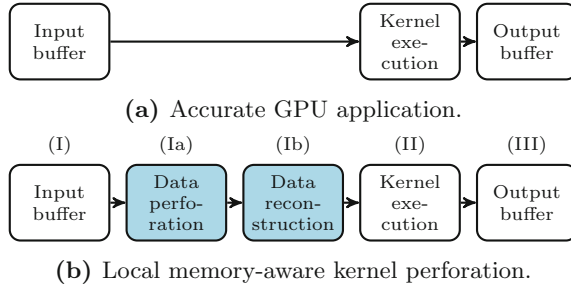 Input
buffer
Kernel
exe-
cution
Output
buffer
(a) Accurate GPU application.
(I) (Ia) (Ib) (II) (III)
Input
buffer
Data
perfo-
ration
Data
recon-
struction
Kernel
exe-
cution
Output
buffer
(b) Local memory-aware kernel perforation.